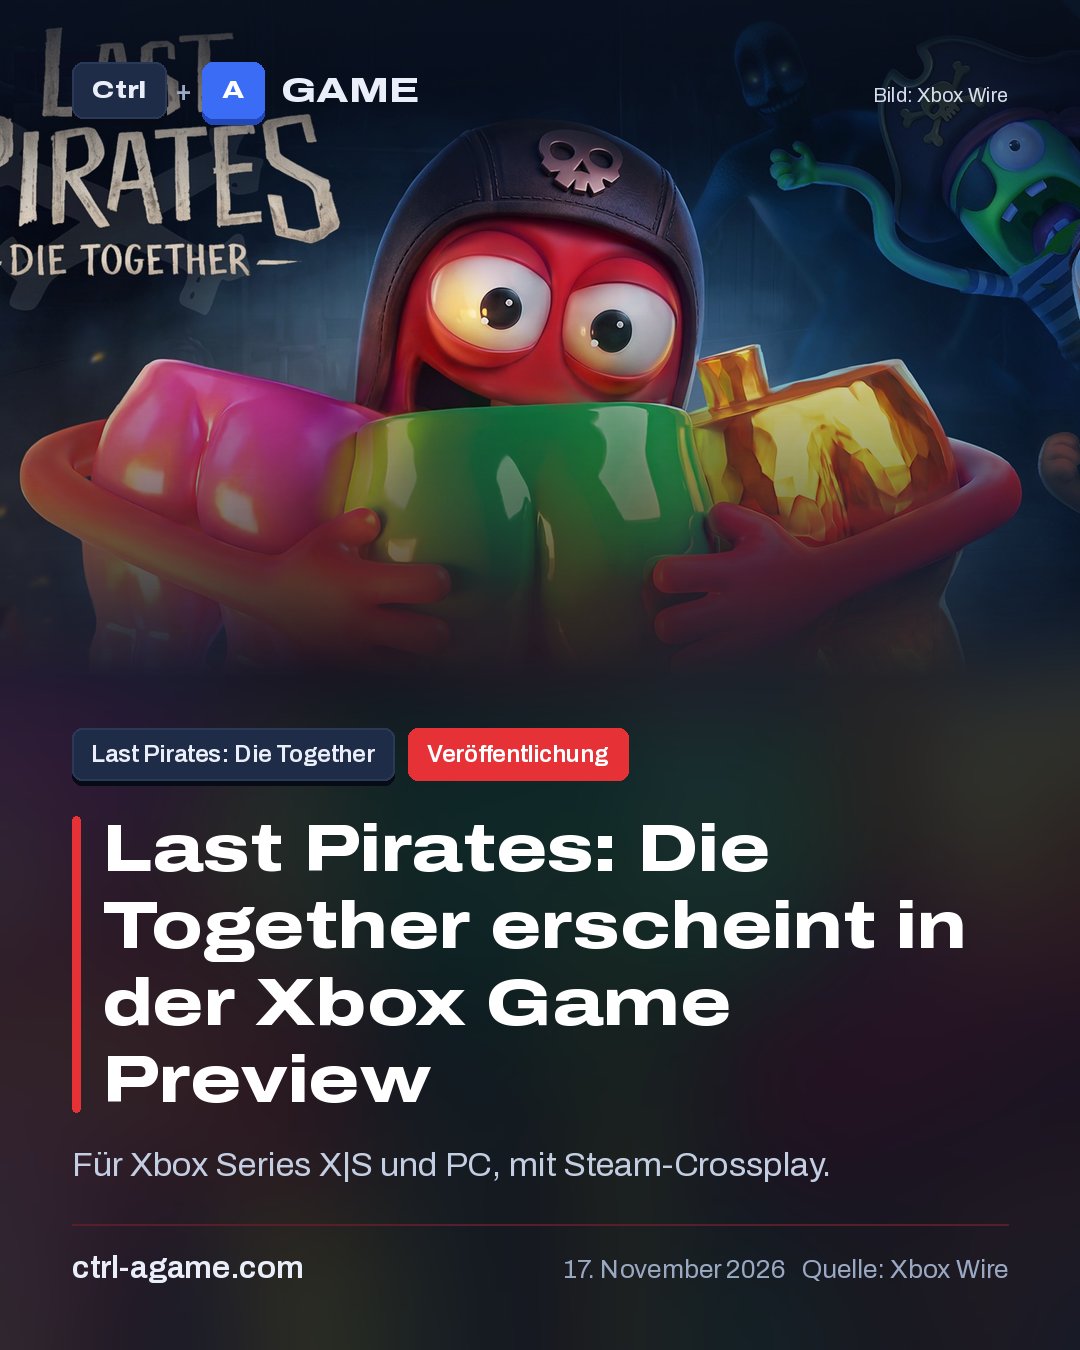 LAST
PIRATES
DIE TOGETHER
Ctrl + A GAME
Bild: Xbox Wire
Last Pirates: Die Together
Veröffentlichung
Last Pirates: Die
Together erscheint in
der Xbox Game
Preview
Für Xbox Series X|S und PC, mit Steam-Crossplay.
ctrl-agame.com
17. November 2026 Quelle: Xbox Wire